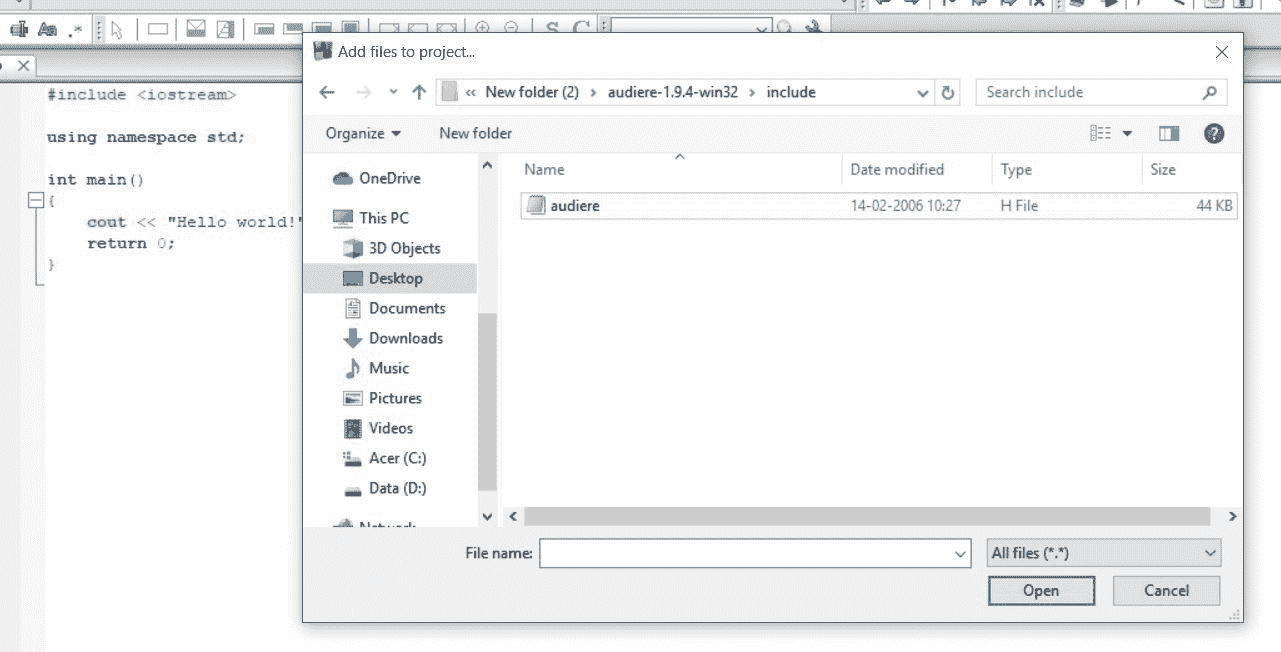 Add files to project...
« New folder (2) > audiere-1.9.4-win32 > include
Search include
Organize
New folder
#include <iostream>
using namespace std;
int main()
{
cout << "Hello world!"
return 0;
}
OneDrive
This PC
3D Objects
Desktop
Documents
Downloads
Music
Pictures
Videos
Acer (C:)
Data (D:)
Network
Name Date modified Type Size
audiere 14-02-2006 10:27 H File 44 KB
File name:
All files (*.*)
Open
Cancel